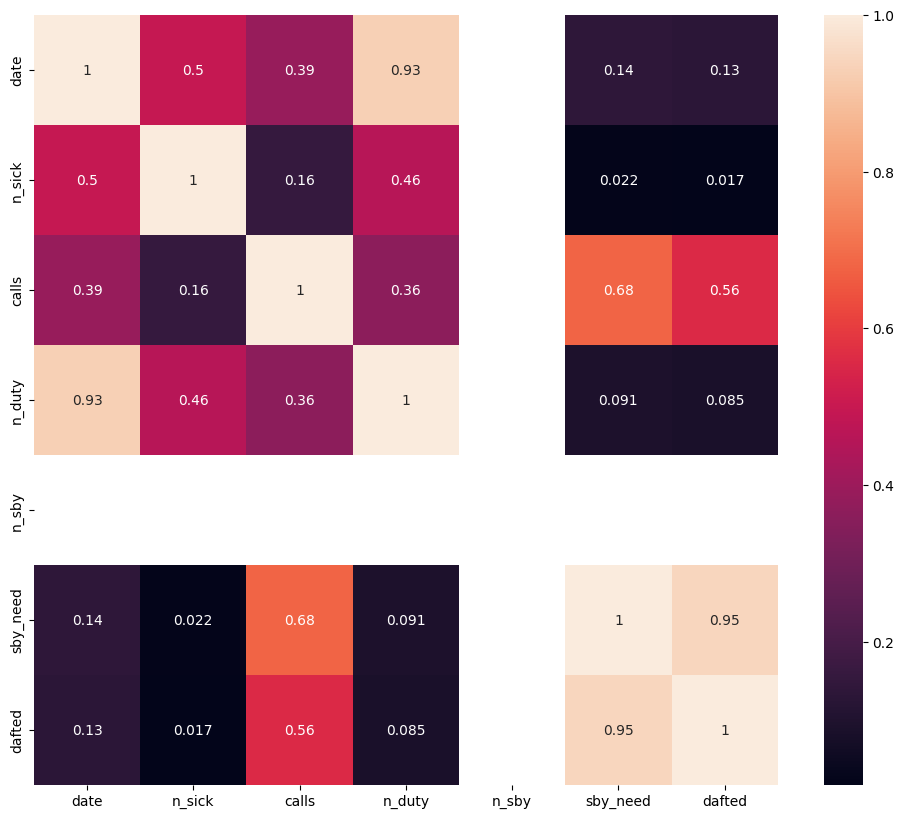 date 1 0.5 0.39 0.93 0.14 0.13
n_sick 0.5 1 0.16 0.46 0.022 0.017
calls 0.39 0.16 1 0.36 0.68 0.56
n_duty 0.93 0.46 0.36 1 0.091 0.085
n_sby
sby_need 0.14 0.022 0.68 0.091 1 0.95
dafted 0.13 0.017 0.56 0.085 0.95 1
date n_sick calls n_duty n_sby sby_need dafted
1.0
0.8
0.6
0.4
0.2